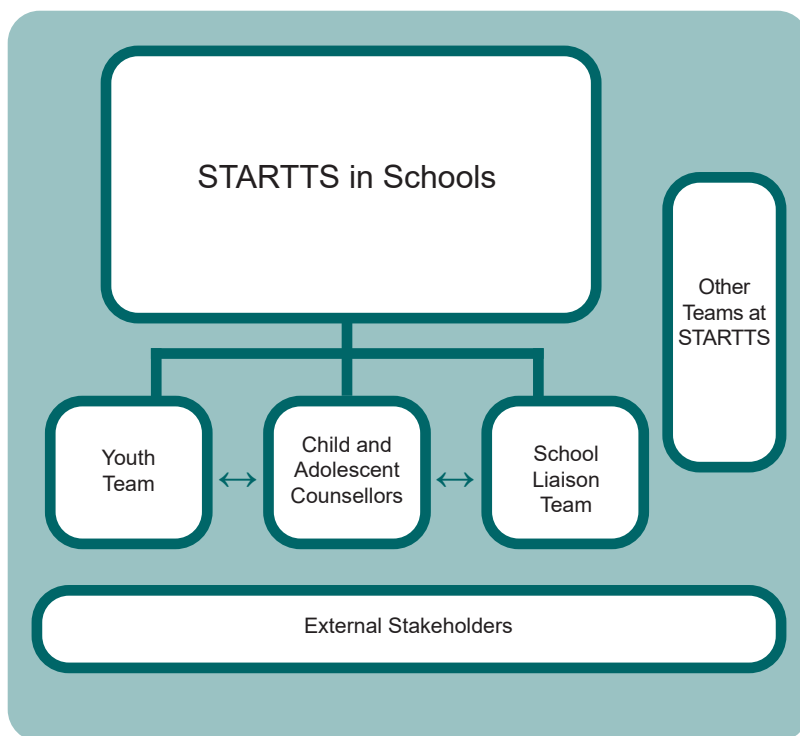 STARTTS in Schools
Other
Teams at
STARTTS
Youth
Team
Child and
Adolescent
Counsellors
School
Liaison
Team
External Stakeholders